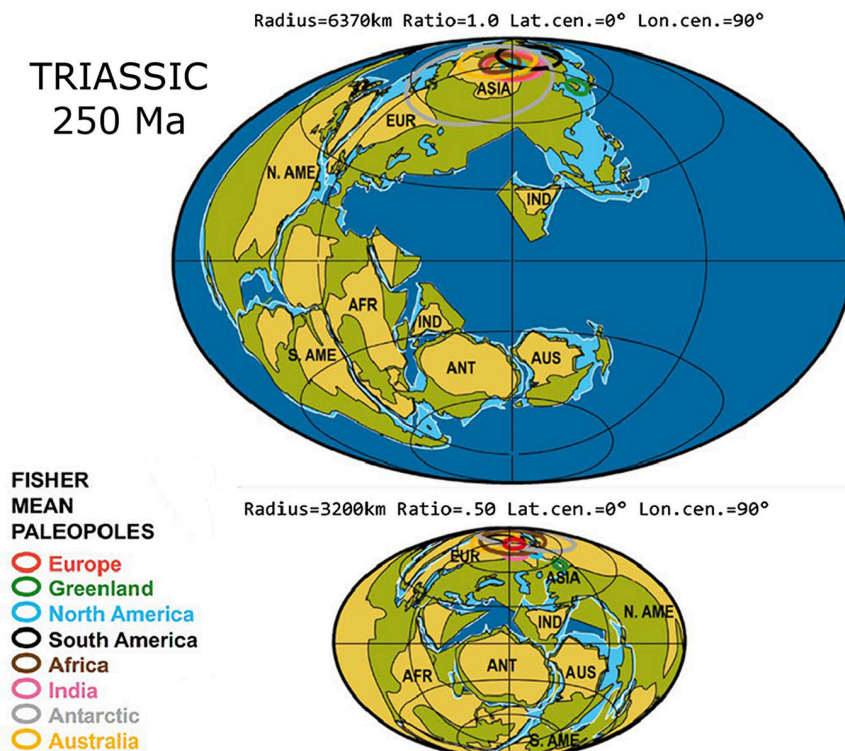 Radius=6370km Ratio=1.0 Lat.cen.=0° Lon.cen.=90°
TRIASSIC
250 Ma
ASIA
EUR
N. AME
IND
AFR
IND
S. AME
ANT
AUS
Radius=3200km Ratio=.50 Lat.cen.=0° Lon.cen.=90°
FISHER
MEAN
PALEOPOLES
Europe
Greenland
North America
South America
Africa
India
Antarctic
Australia
EUR
ASIA
N. AME
IND
ANT
AFR
AUS
S. AME